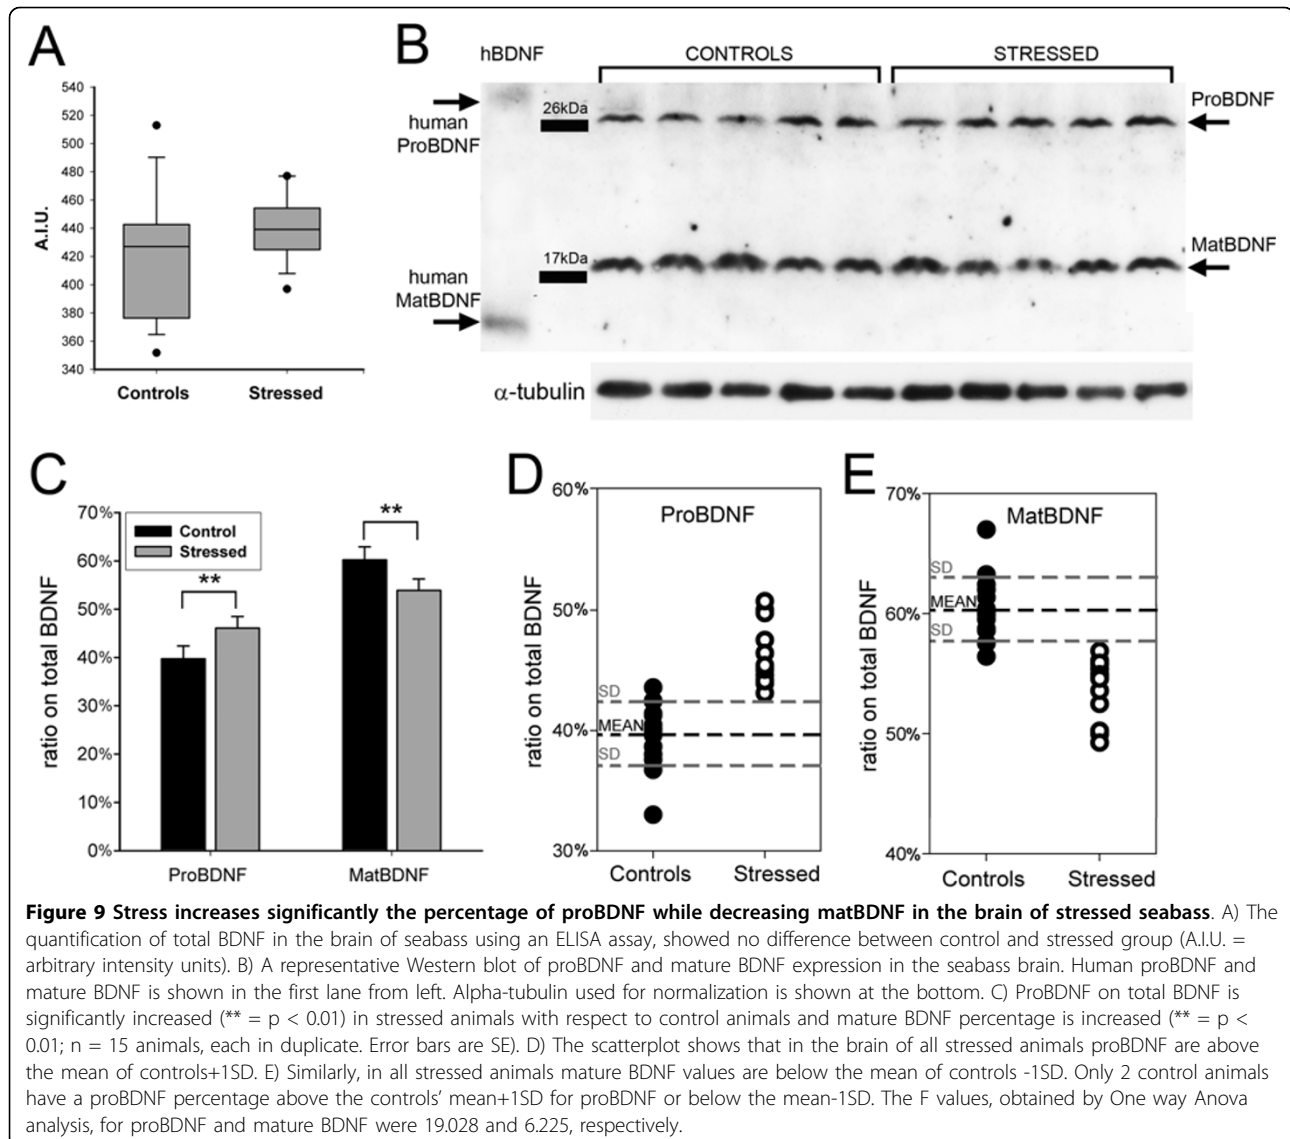 A
540
520
500
480
460
440
420
400
380
360
340
A.I.U.
Controls Stressed
B
hBDNF CONTROLS STRESSED
26kDa
human
ProBDNF
ProBDNF
17kDa
human
MatBDNF
MatBDNF
α-tubulin
C
70%
60%
50%
40%
30%
20%
10%
0%
ratio on total BDNF
Control
Stressed
**
**
ProBDNF MatBDNF
D
60%
50%
40%
30%
ratio on total BDNF
ProBDNF
SD
MEAN
SD
Controls Stressed
E
70%
60%
50%
40%
ratio on total BDNF
MatBDNF
SD
MEAN
SD
Controls Stressed
Figure 9 Stress increases significantly the percentage of proBDNF while decreasing matBDNF in the brain of stressed seabass. A) The
quantification of total BDNF in the brain of seabass using an ELISA assay, showed no difference between control and stressed group (A.I.U. =
arbitrary intensity units). B) A representative Western blot of proBDNF and mature BDNF expression in the seabass brain. Human proBDNF and
mature BDNF is shown in the first lane from left. Alpha-tubulin used for normalization is shown at the bottom. C) ProBDNF on total BDNF is
significantly increased (** = p < 0.01) in stressed animals with respect to control animals and mature BDNF percentage is increased (** = p <
0.01; n = 15 animals, each in duplicate. Error bars are SE). D) The scatterplot shows that in the brain of all stressed animals proBDNF are above
the mean of controls+1SD. E) Similarly, in all stressed animals mature BDNF values are below the mean of controls -1SD. Only 2 control animals
have a proBDNF percentage above the controls' mean+1SD for proBDNF or below the mean-1SD. The F values, obtained by One way Anova
analysis, for proBDNF and mature BDNF were 19.028 and 6.225, respectively.